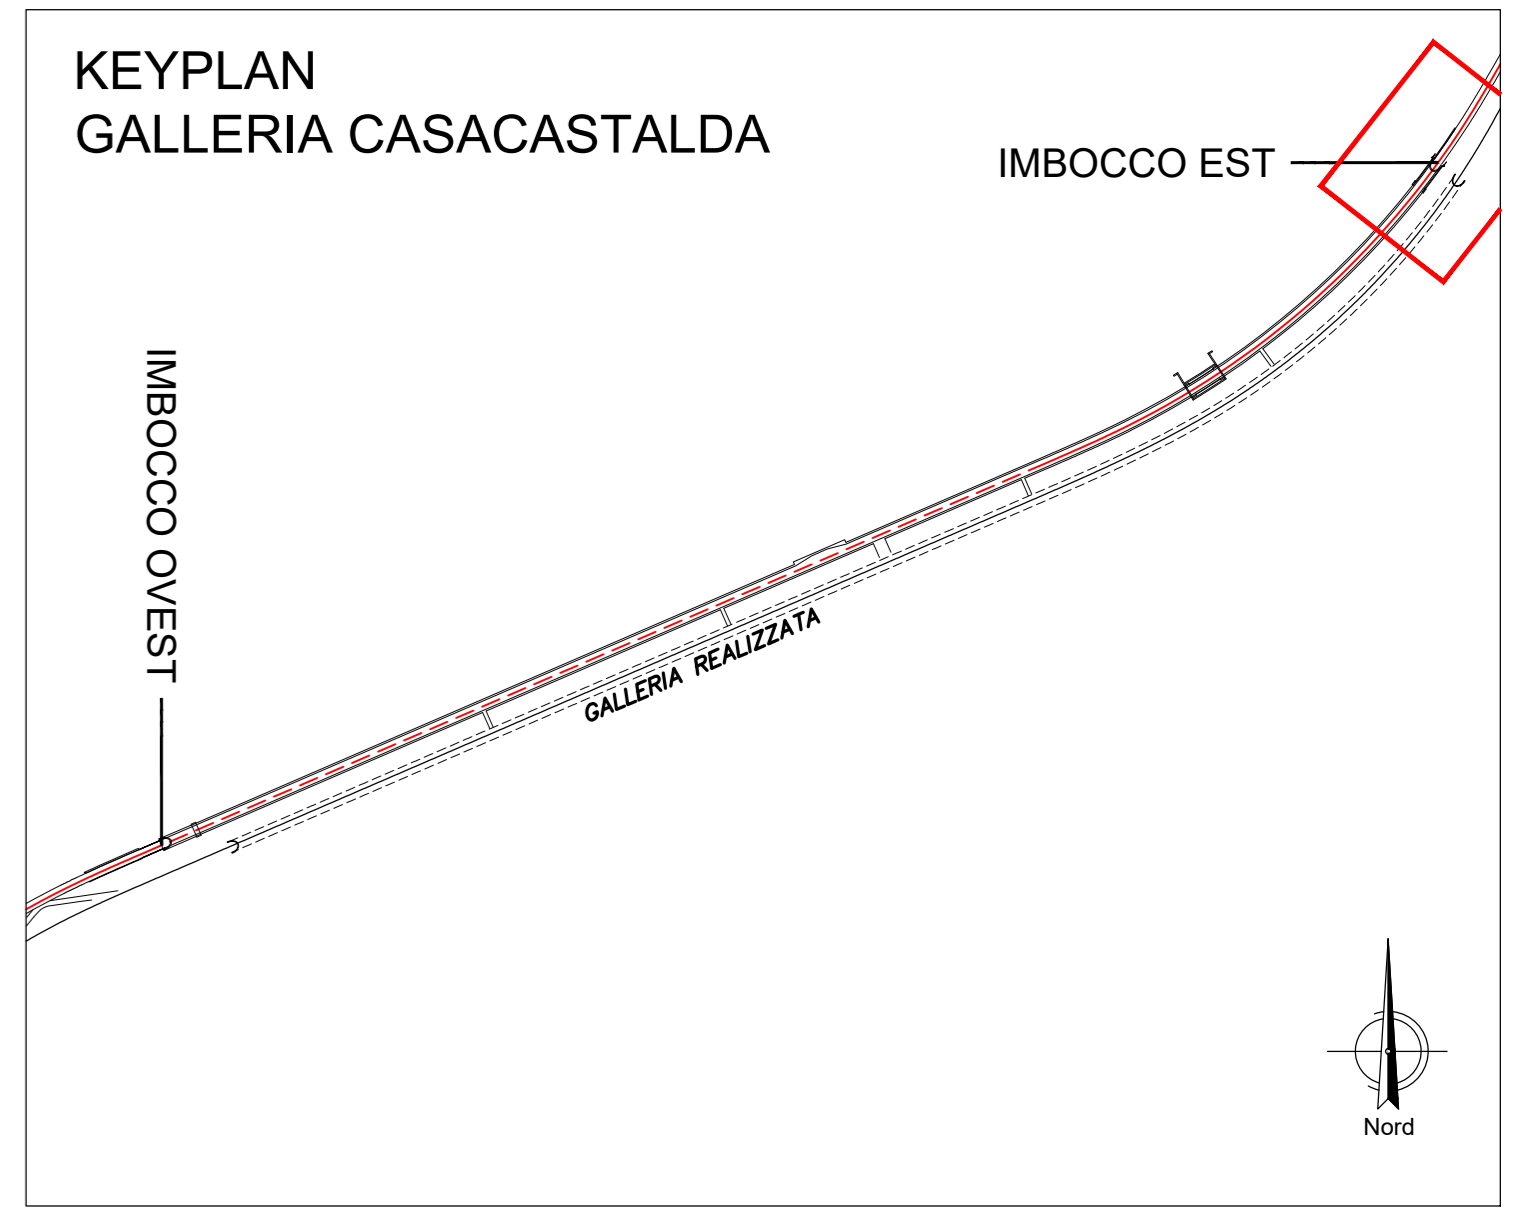 KEYPLAN
GALLERIA CASACASTALDA
IMBOCCO EST
IMBOCCO OVEST
GALLERIA REALIZZATA
Nord